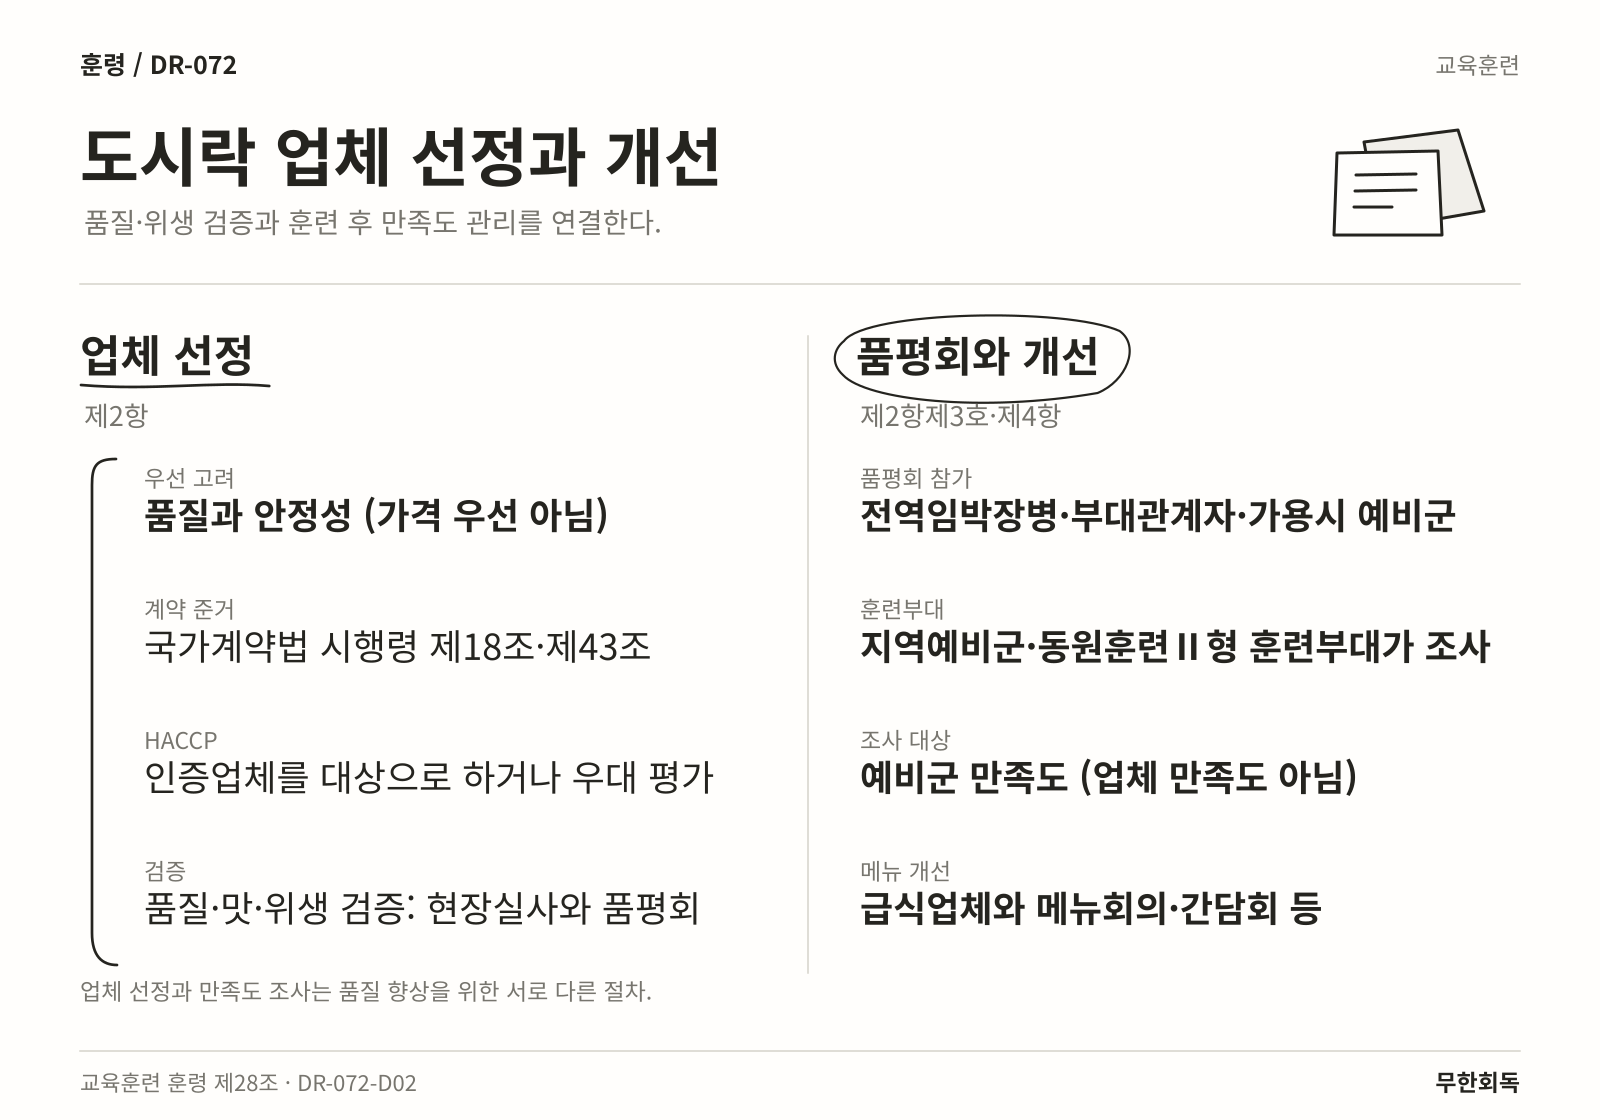 훈령 / DR-072
교육훈련
도시락 업체 선정과 개선
품질·위생 검증과 훈련 후 만족도 관리를 연결한다.
업체 선정
제2항
우선 고려
품질과 안정성 (가격 우선 아님)
계약 준거
국가계약법 시행령 제18조·제43조
HACCP
인증업체를 대상으로 하거나 우대 평가
검증
품질·맛·위생 검증: 현장실사와 품평회
업체 선정과 만족도 조사는 품질 향상을 위한 서로 다른 절차.
품평회와 개선
제2항제3호·제4항
품평회 참가
전역임박장병·부대관계자·가용시 예비군
훈련부대
지역예비군·동원훈련Ⅱ형 훈련부대가 조사
조사 대상
예비군 만족도 (업체 만족도 아님)
메뉴 개선
급식업체와 메뉴회의·간담회 등
교육훈련 훈령 제28조 · DR-072-D02
무한회독